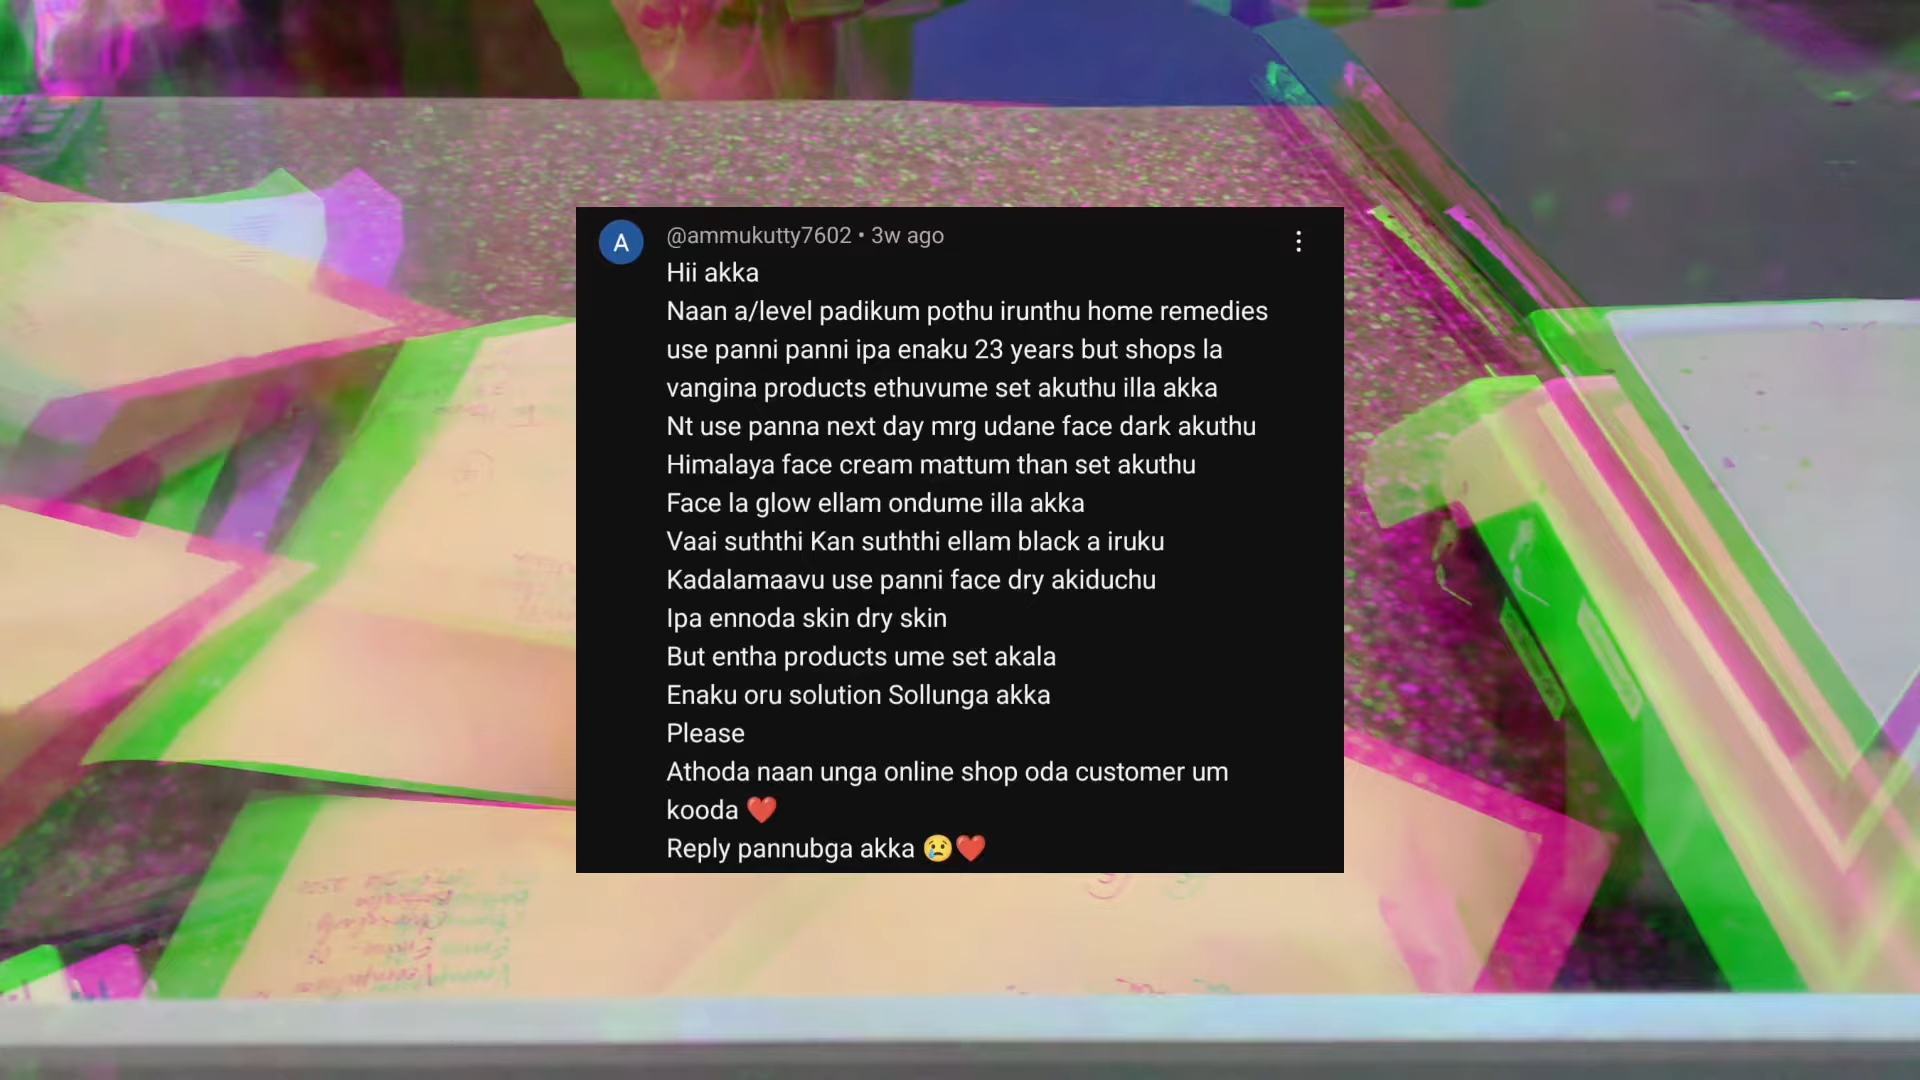 A
@ammukutty7602 • 3w ago
Hii akka
Naan a/level padikum pothu irunthu home remedies
use panni panni ipa enaku 23 years but shops la
vangina products ethuvume set akuthu illa akka
Nt use panna next day mrg udane face dark akuthu
Himalaya face cream mattum than set akuthu
Face la glow ellam ondume illa akka
Vaai suththi Kan suththi ellam black a iruku
Kadalamaavu use panni face dry akiduchu
Ipa ennoda skin dry skin
But entha products ume set akala
Enaku oru solution Sollunga akka
Please
Athoda naan unga online shop oda customer um
kooda ❤️
Reply pannubga akka 😢❤️